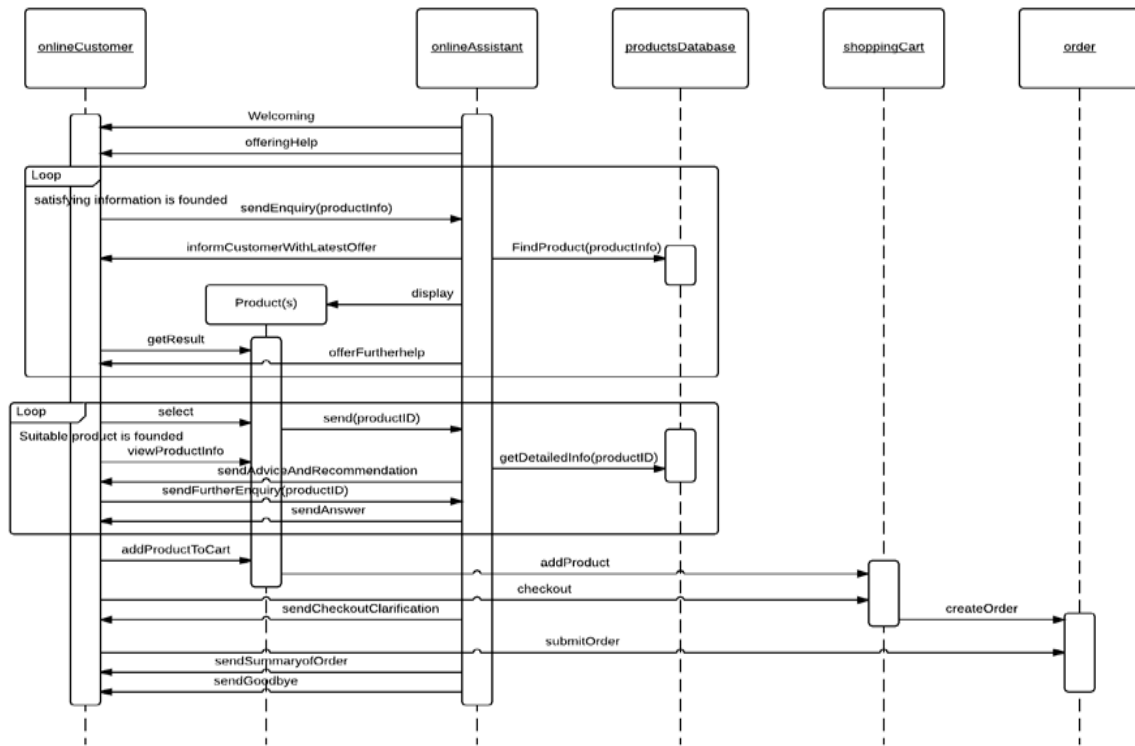 onlineCustomer
onlineAssistant
productsDatabase
shoppingCart
order
Welcoming
offeringHelp
Loop
satisfying information is founded
sendEnquiry(productInfo)
informCustomerWithLatestOffer
FindProduct(productInfo)
display
Product(s)
getResult
offerFurtherhelp
Loop
select
send(productID)
Suitable product is founded
viewProductInfo
getDetailedInfo(productID)
sendAdviceAndRecommendation
sendFurtherEnquiry(productID)
sendAnswer
addProductToCart
addProduct
checkout
sendCheckoutClarification
createOrder
submitOrder
sendSummaryofOrder
sendGoodbye